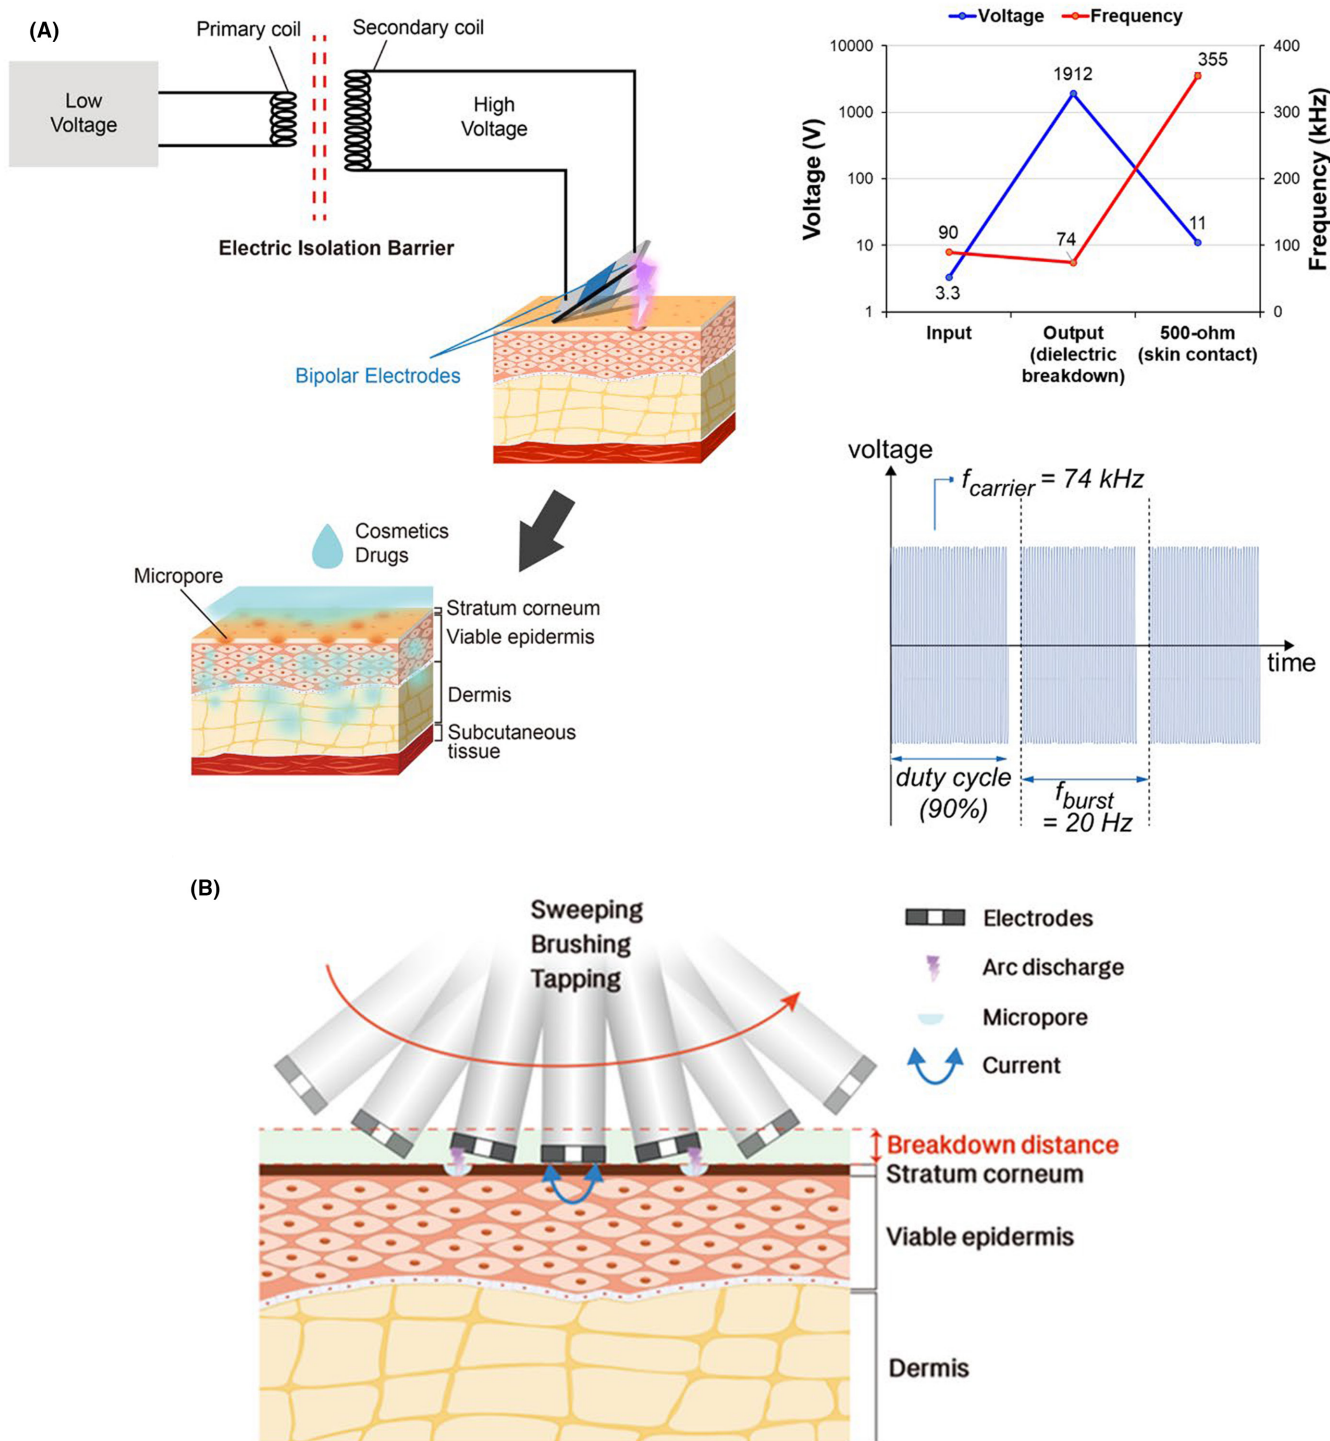 (A)
Primary coil
Secondary coil
Low
Voltage
High
Voltage
Electric Isolation Barrier
Bipolar Electrodes
Cosmetics
Drugs
Micropore
Stratum corneum
Viable epidermis
Dermis
Subcutaneous
tissue
Voltage
Frequency
Voltage (V)
10000
1000
100
10
1
1912
355
90
74
11
3.3
400
300
200
100
0
Frequency (kHz)
Input
Output
(dielectric
breakdown)
500-ohm
(skin contact)
voltage
fcarrier = 74 kHz
time
duty cycle
(90%)
fburst
= 20 Hz
(B)
Sweeping
Brushing
Tapping
Electrodes
Arc discharge
Micropore
Current
Breakdown distance
Stratum corneum
Viable epidermis
Dermis